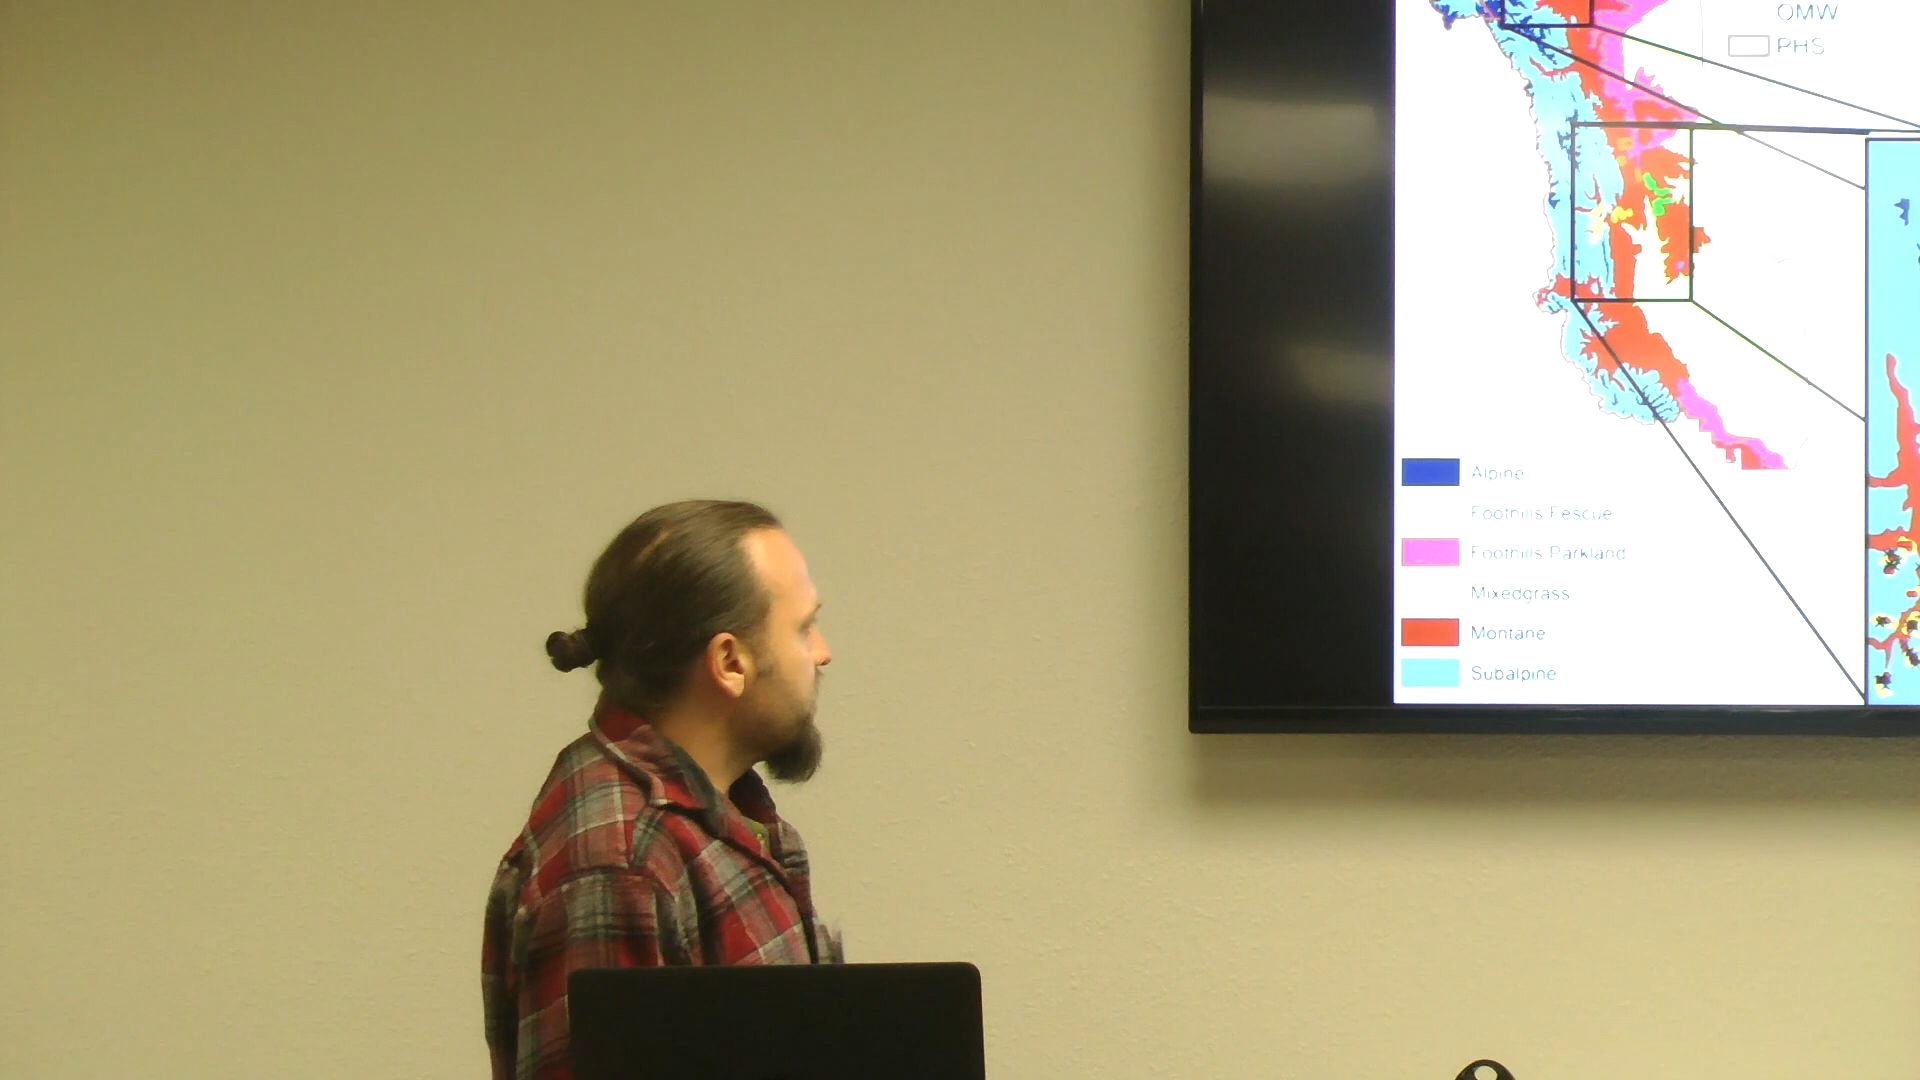 OMW
PHS
Alpine
Foothills Fescue
Foothills Parkland
Mixedgrass
Montane
Subalpine